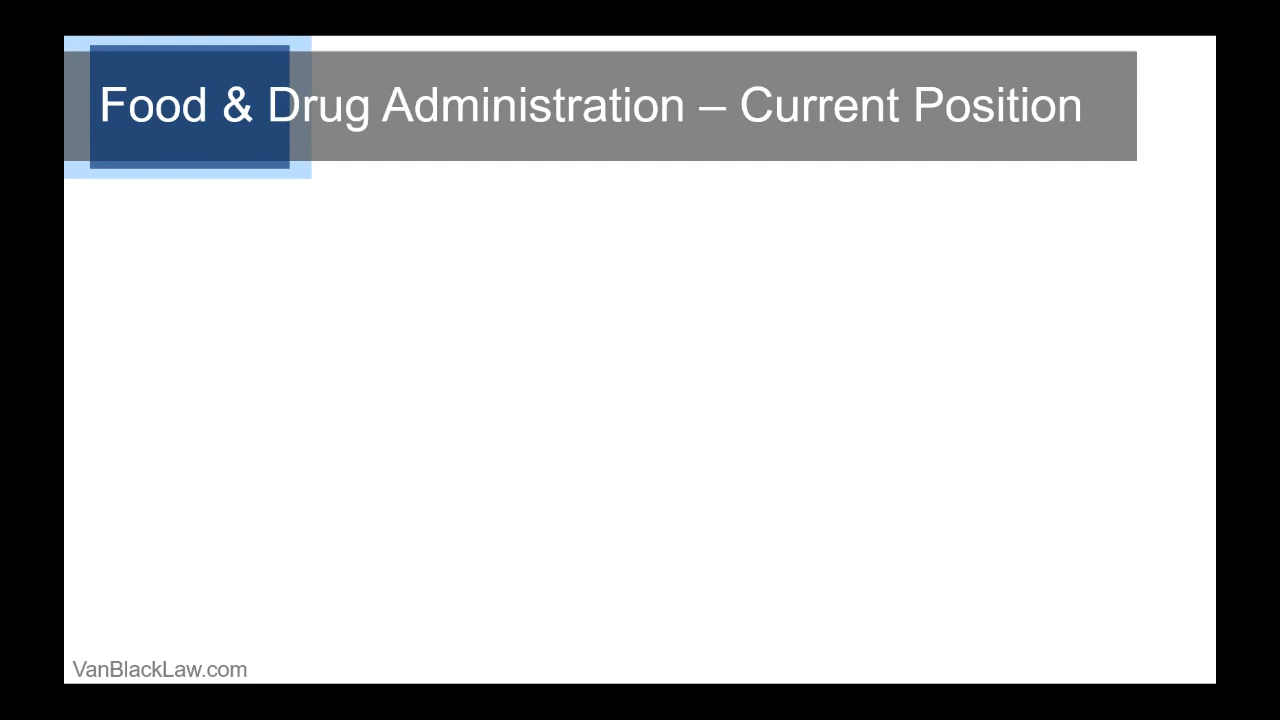 Food & Drug Administration – Current Position
VanBlackLaw.com